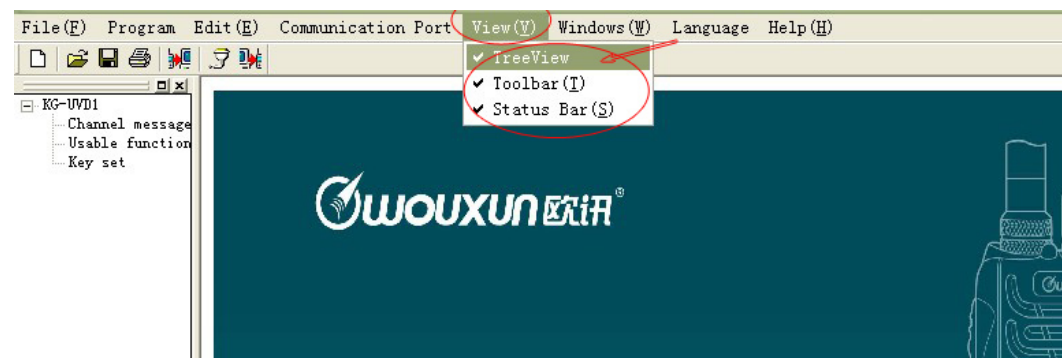 File(F) Program Edit(E) Communication Port View(V) Windows(W) Language Help(H)
TreeView
Toolbar(T)
Status Bar(S)
KG-UVD1
Channel message
Usable function
Key set
WOUXUN欧讯®